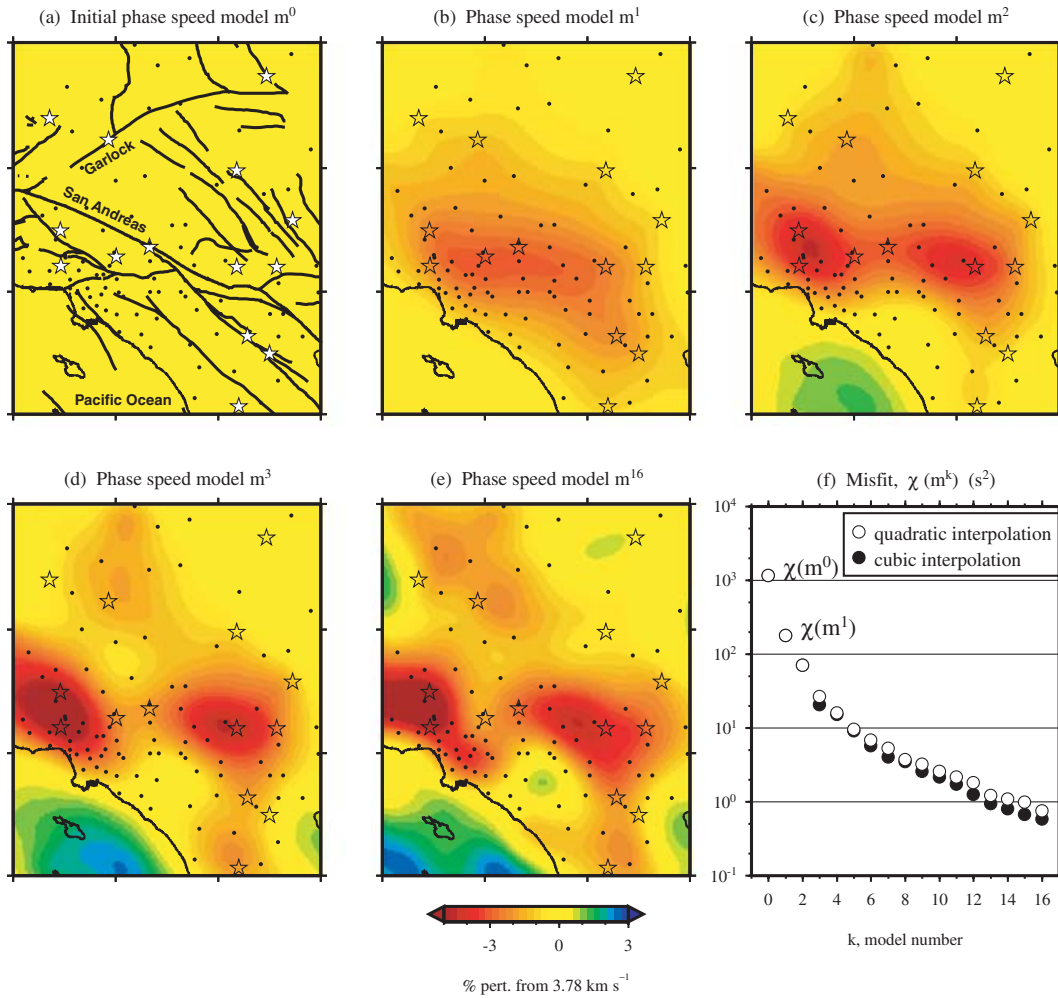 (a) Initial phase speed model m⁰
(b) Phase speed model m¹
(c) Phase speed model m²
Garlock
San Andreas
Pacific Ocean
(d) Phase speed model m³
(e) Phase speed model m¹⁶
(f) Misfit, χ (mᵏ) (s²)
10⁴
10³
10²
10¹
10⁰
10⁻¹
quadratic interpolation
cubic interpolation
χ(m⁰)
χ(m¹)
0 2 4 6 8 10 12 14 16
k, model number
-3 0 3
% pert. from 3.78 km s⁻¹